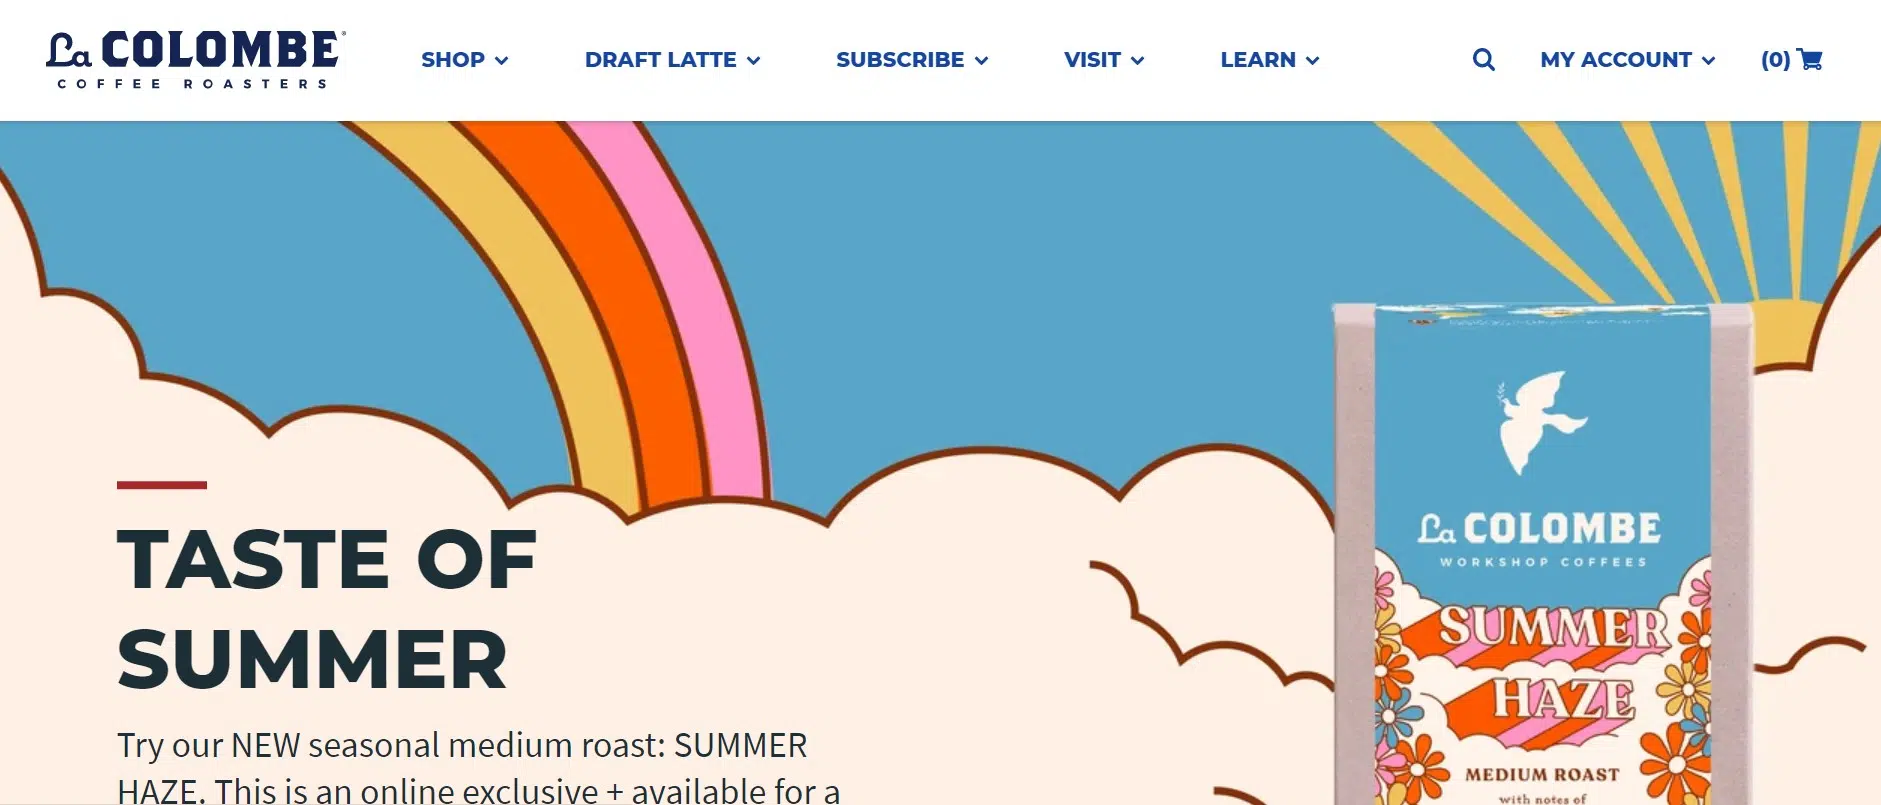 La COLOMBE
COFFEE ROASTERS
SHOP
DRAFT LATTE
SUBSCRIBE
VISIT
LEARN
MY ACCOUNT
(0)
TASTE OF
SUMMER
Try our NEW seasonal medium roast: SUMMER
HAZE. This is an online exclusive + available for a
La COLOMBE
WORKSHOP COFFEES
SUMMER
HAZE
MEDIUM ROAST
with notes of